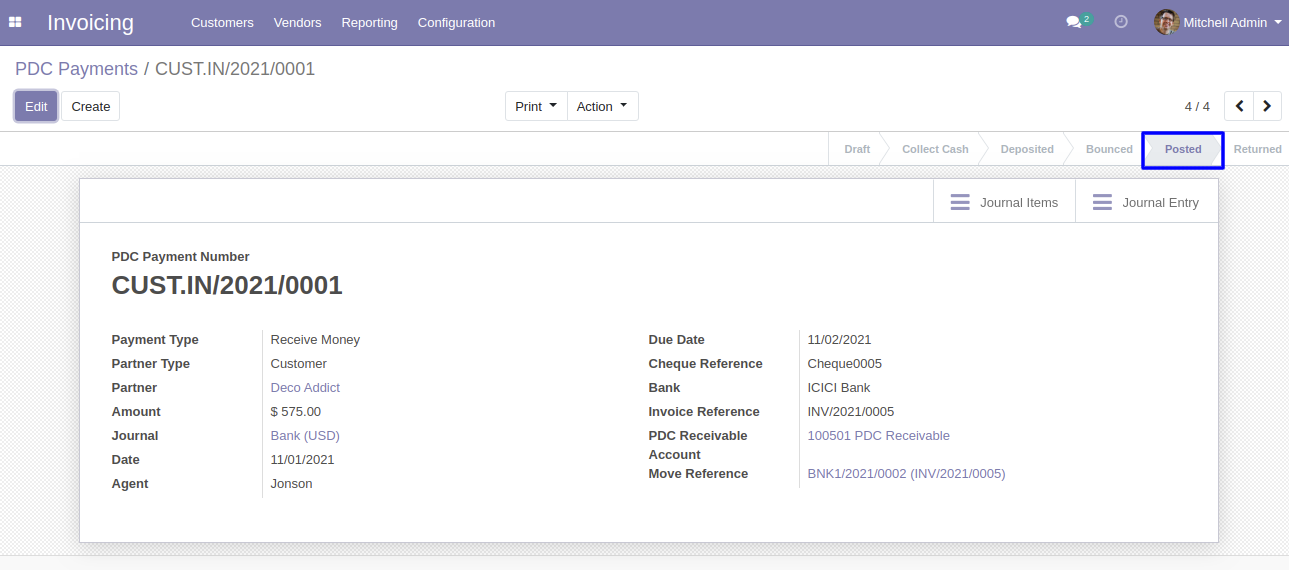 Invoicing Customers Vendors Reporting Configuration 2 Mitchell Admin
PDC Payments / CUST.IN/2021/0001
Edit Create Print Action 4 / 4
Draft Collect Cash Deposited Bounced Posted Returned
Journal Items Journal Entry
PDC Payment Number
CUST.IN/2021/0001
Payment Type Receive Money Due Date 11/02/2021
Partner Type Customer Cheque Reference Cheque0005
Partner Deco Addict Bank ICICI Bank
Amount $ 575.00 Invoice Reference INV/2021/0005
Journal Bank (USD) PDC Receivable 100501 PDC Receivable
Account
Date 11/01/2021 Move Reference BNK1/2021/0002 (INV/2021/0005)
Agent Jonson